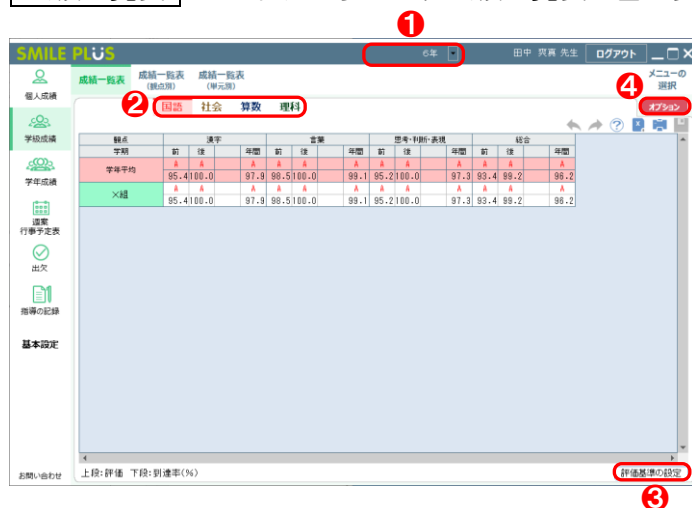 ❶
SMILE PLUS 6年 田中 爽真 先生 ログアウト
個人成績
学級成績
学年成績
週案
行事予定表
出欠
指導の記録
基本設定
お問い合わせ
成績一覧表 成績一覧表 (観点別) 成績一覧表 (単元別)
メニューの
選択
❹
オプション
❷ 国語 社会 算数 理科
観点 漢字 言葉 思考・判断・表現 総合
学期 前 後 年間 前 後 年間 前 後 年間 前 後 年間
学年平均 A A A A A A A A A A A A
95.4 100.0 97.9 98.5 100.0 99.1 95.2 100.0 97.3 93.4 99.2 96.2
×組 A A A A A A A A A A A A
95.4 100.0 97.9 98.5 100.0 99.1 95.2 100.0 97.3 93.4 99.2 96.2
上段:評価 下段:到達率(%)
評価基準の設定
❸